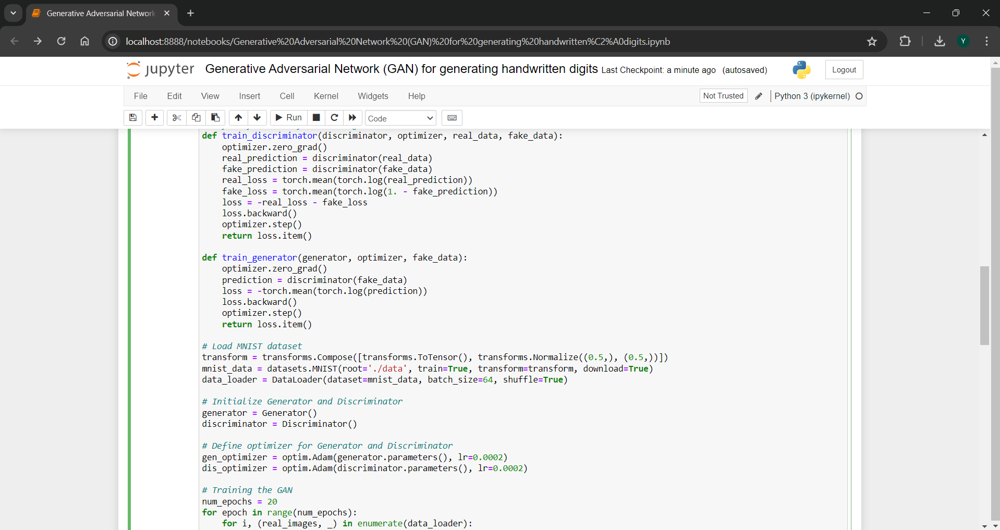 Generative Adversarial Network
localhost:8888/notebooks/Generative%20Adversarial%20Network%20(GAN)%20for%20generating%20handwritten%C2%A0digits.ipynb
Y
jupyter Generative Adversarial Network (GAN) for generating handwritten digits Last Checkpoint: a minute ago (autosaved)
Logout
File Edit View Insert Cell Kernel Widgets Help
Not Trusted
Python 3 (ipykernel)
Run
Code
def train_discriminator(discriminator, optimizer, real_data, fake_data):
    optimizer.zero_grad()
    real_prediction = discriminator(real_data)
    fake_prediction = discriminator(fake_data)
    real_loss = torch.mean(torch.log(real_prediction))
    fake_loss = torch.mean(torch.log(1. - fake_prediction))
    loss = -real_loss - fake_loss
    loss.backward()
    optimizer.step()
    return loss.item()
def train_generator(generator, optimizer, fake_data):
    optimizer.zero_grad()
    prediction = discriminator(fake_data)
    loss = -torch.mean(torch.log(prediction))
    loss.backward()
    optimizer.step()
    return loss.item()
# Load MNIST dataset
transform = transforms.Compose([transforms.ToTensor(), transforms.Normalize((0.5,), (0.5,))])
mnist_data = datasets.MNIST(root='./data', train=True, transform=transform, download=True)
data_loader = DataLoader(dataset=mnist_data, batch_size=64, shuffle=True)
# Initialize Generator and Discriminator
generator = Generator()
discriminator = Discriminator()
# Define optimizer for Generator and Discriminator
gen_optimizer = optim.Adam(generator.parameters(), lr=0.0002)
dis_optimizer = optim.Adam(discriminator.parameters(), lr=0.0002)
# Training the GAN
num_epochs = 20
for epoch in range(num_epochs):
    for i, (real_images, _) in enumerate(data_loader):